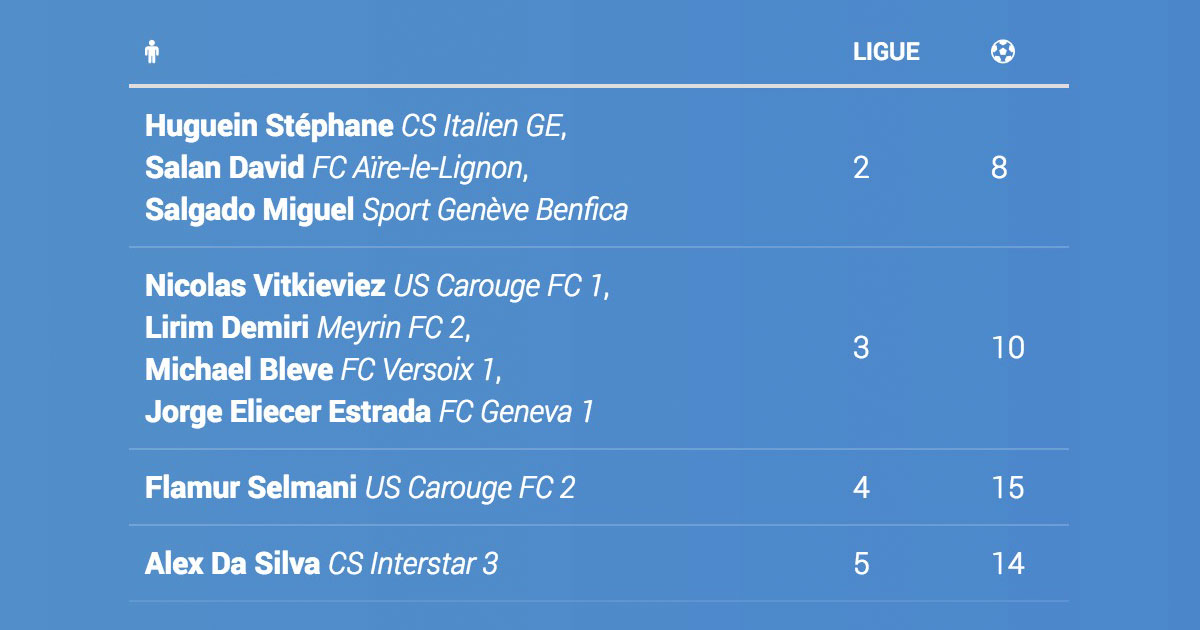 LIGUE
Huguein Stéphane CS Italien GE,
Salan David FC Aïre-le-Lignon,
Salgado Miguel Sport Genève Benfica
2 8
Nicolas Vitkieviez US Carouge FC 1,
Lirim Demiri Meyrin FC 2,
Michael Bleve FC Versoix 1,
Jorge Eliecer Estrada FC Geneva 1
3 10
Flamur Selmani US Carouge FC 2 4 15
Alex Da Silva CS Interstar 3 5 14